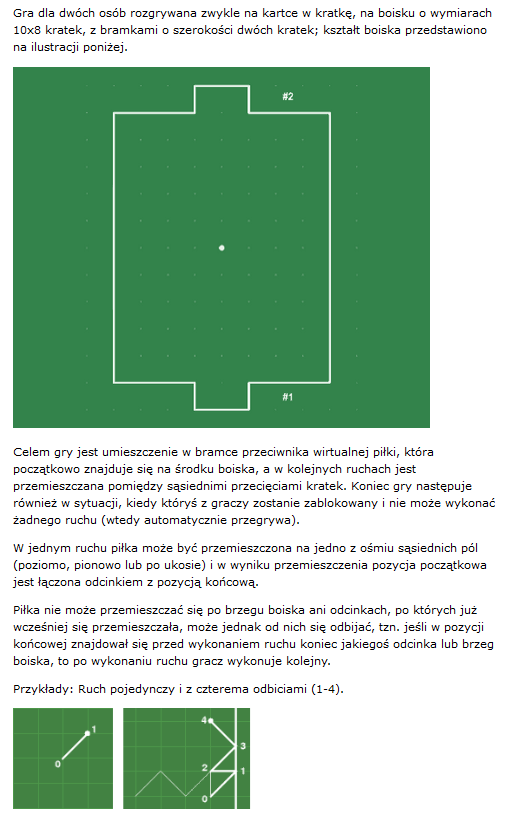 Gra dla dwóch osób rozgrywana zwykle na kartce w kratkę, na boisku o wymiarach
10x8 kratek, z bramkami o szerokości dwóch kratek; kształt boiska przedstawiono
na ilustracji poniżej.
#2
#1
Celem gry jest umieszczenie w bramce przeciwnika wirtualnej piłki, która
początkowo znajduje się na środku boiska, a w kolejnych ruchach jest
przemieszczana pomiędzy sąsiednimi przecięciami kratek. Koniec gry następuje
również w sytuacji, kiedy któryś z graczy zostanie zablokowany i nie może wykonać
żadnego ruchu (wtedy automatycznie przegrywa).
W jednym ruchu piłka może być przemieszczona na jedno z ośmiu sąsiednich pól
(poziomo, pionowo lub po ukosie) i w wyniku przemieszczenia pozycja początkowa
jest łączona odcinkiem z pozycją końcową.
Piłka nie może przemieszczać się po brzegu boiska ani odcinkach, po których już
wcześniej się przemieszczała, może jednak od nich się odbijać, tzn. jeśli w pozycji
końcowej znajdował się przed wykonaniem ruchu koniec jakiegoś odcinka lub brzeg
boiska, to po wykonaniu ruchu gracz wykonuje kolejny.
Przykłady: Ruch pojedynczy i z czterema odbiciami (1-4).
1
0
4
3
2
1
0